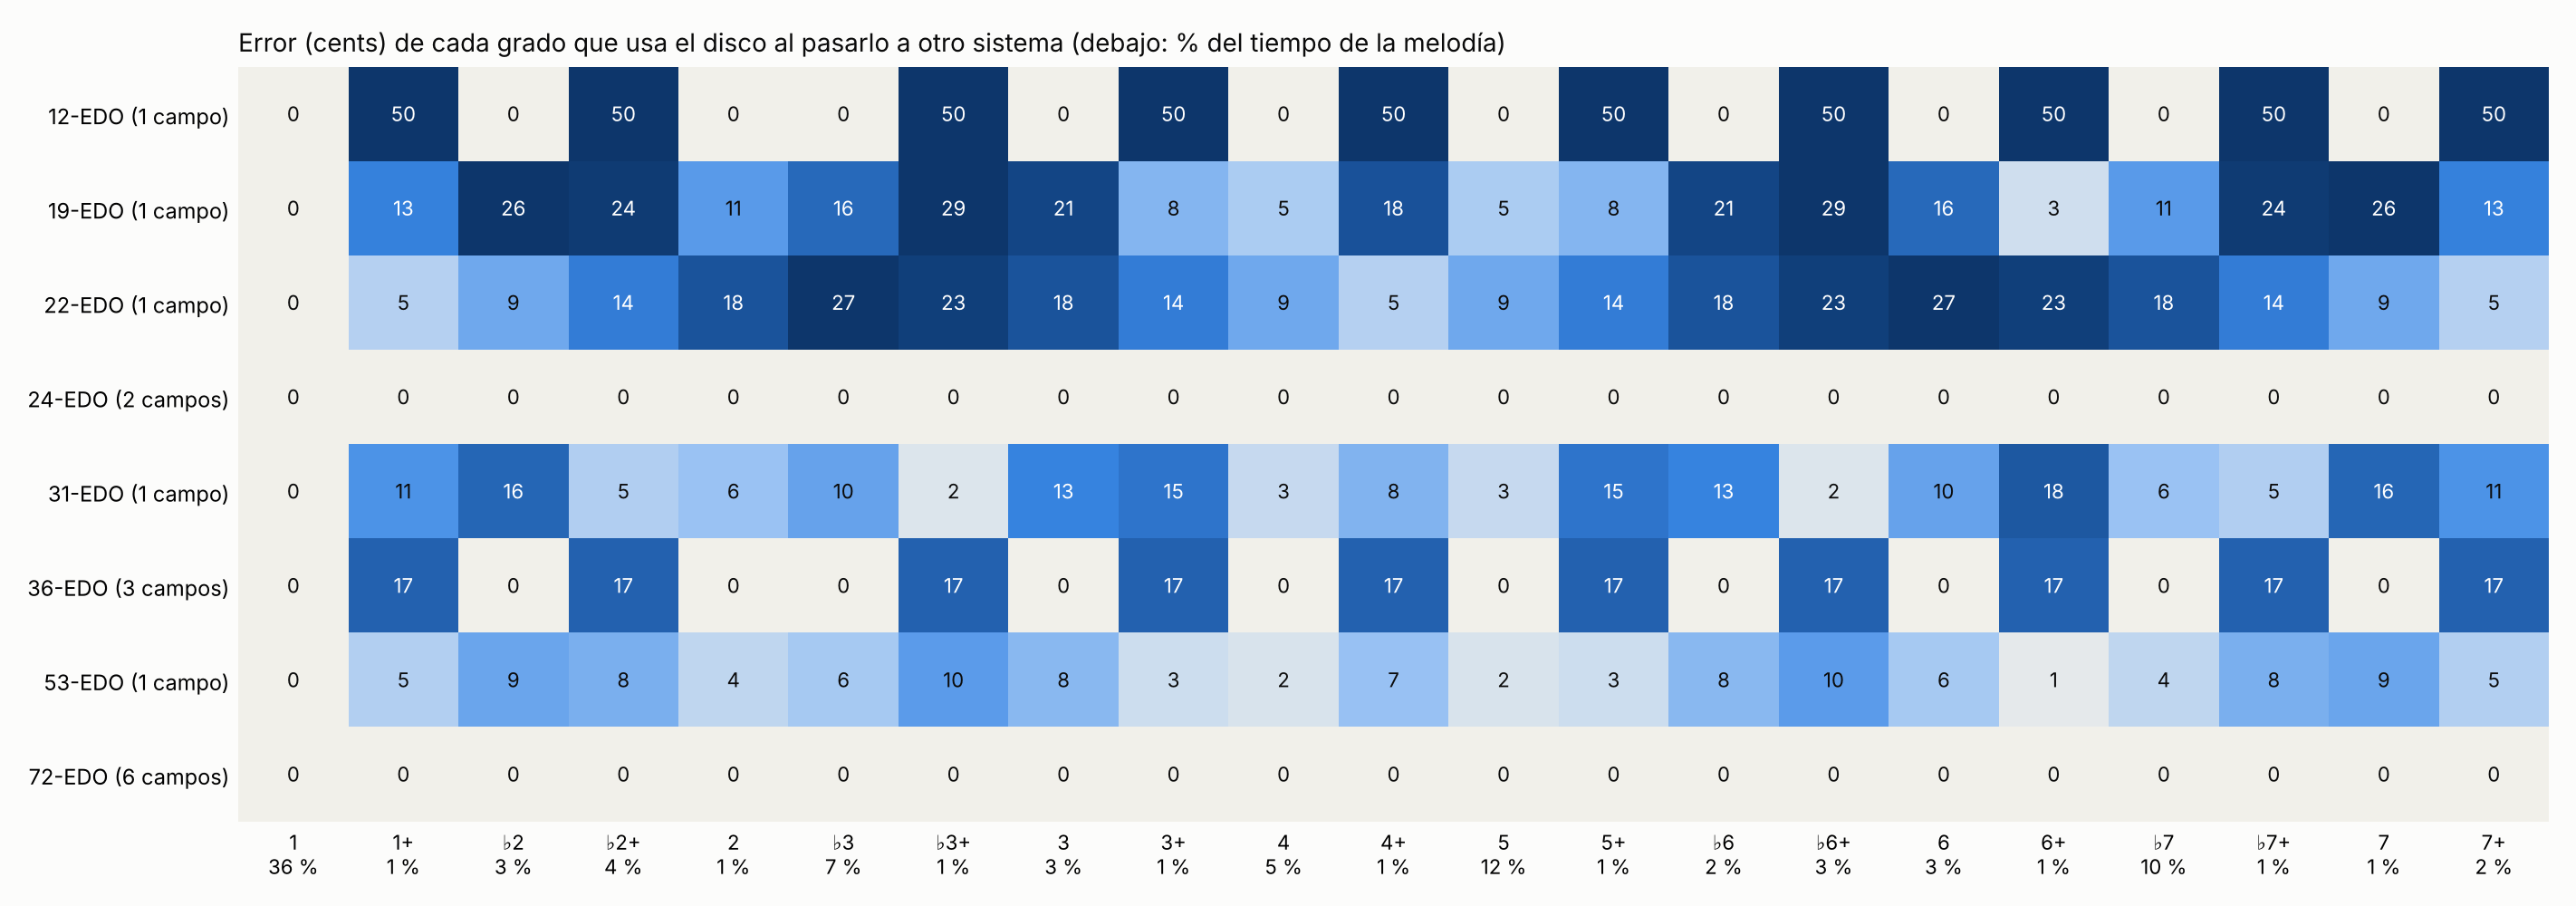 Error (cents) de cada grado que usa el disco al pasarlo a otro sistema (debajo: % del tiempo de la melodía)
12-EDO (1 campo) 0 50 0 50 0 0 50 0 50 0 50 0 50 0 50 0 50 0 50 0 50
19-EDO (1 campo) 0 13 26 24 11 16 29 21 8 5 18 5 8 21 29 16 3 11 24 26 13
22-EDO (1 campo) 0 5 9 14 18 27 23 18 14 9 5 9 14 18 23 27 23 18 14 9 5
24-EDO (2 campos) 0 0 0 0 0 0 0 0 0 0 0 0 0 0 0 0 0 0 0 0 0
31-EDO (1 campo) 0 11 16 5 6 10 2 13 15 3 8 3 15 13 2 10 18 6 5 16 11
36-EDO (3 campos) 0 17 0 17 0 0 17 0 17 0 17 0 17 0 17 0 17 0 17 0 17
53-EDO (1 campo) 0 5 9 8 4 6 10 8 3 2 7 2 3 8 10 6 1 4 8 9 5
72-EDO (6 campos) 0 0 0 0 0 0 0 0 0 0 0 0 0 0 0 0 0 0 0 0 0
1 1+ ♭2 ♭2+ 2 ♭3 ♭3+ 3 3+ 4 4+ 5 5+ ♭6 ♭6+ 6 6+ ♭7 ♭7+ 7 7+
36 % 1 % 3 % 4 % 1 % 7 % 1 % 3 % 1 % 5 % 1 % 12 % 1 % 2 % 3 % 3 % 1 % 10 % 1 % 1 % 2 %